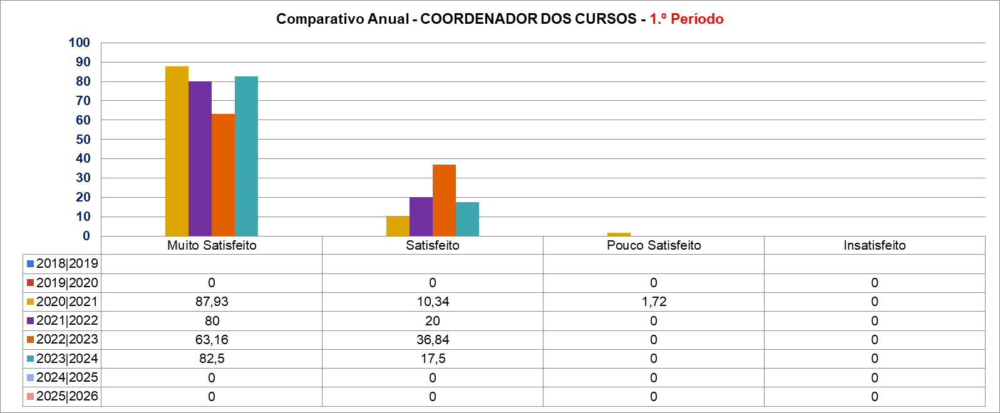 Comparativo Anual - COORDENADOR DOS CURSOS - 1.º Período
100
90
80
70
60
50
40
30
20
10
0
Muito Satisfeito Satisfeito Pouco Satisfeito Insatisfeito
2018|2019
2019|2020 0 0 0 0
2020|2021 87,93 10,34 1,72 0
2021|2022 80 20 0 0
2022|2023 63,16 36,84 0 0
2023|2024 82,5 17,5 0 0
2024|2025 0 0 0 0
2025|2026 0 0 0 0